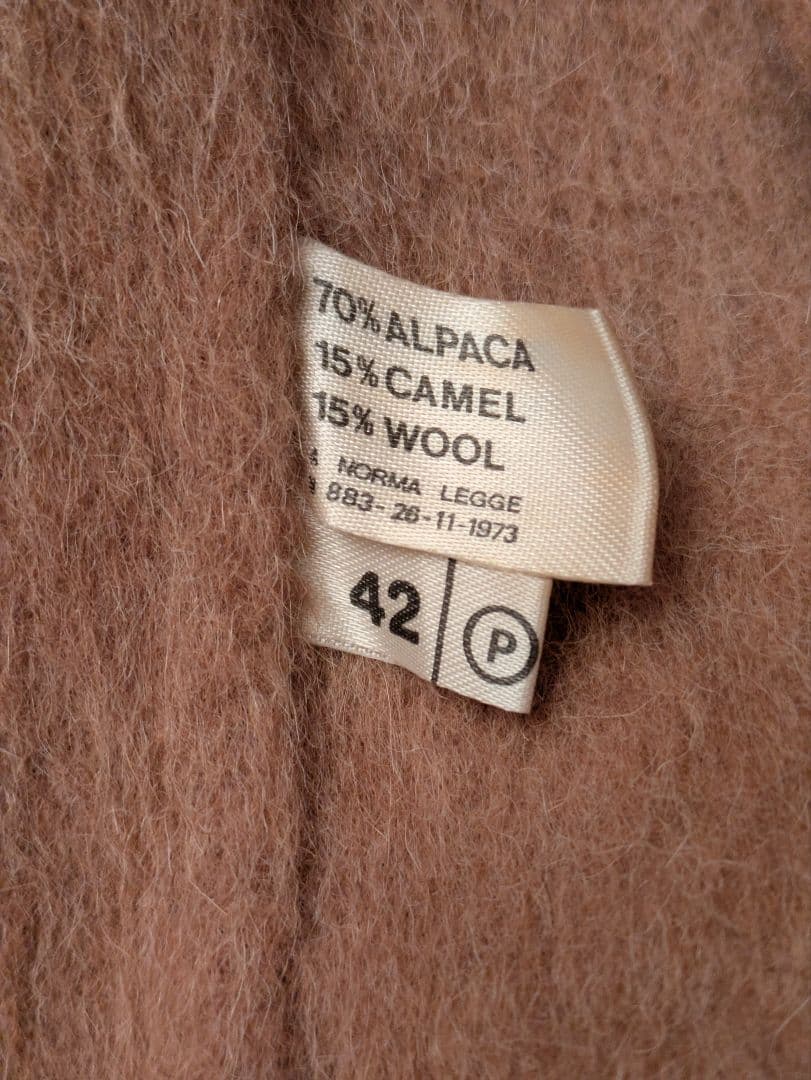 70% ALPACA
15% CAMEL
15% WOOL
A NORMA LEGGE
883-26-11-1973
42
P